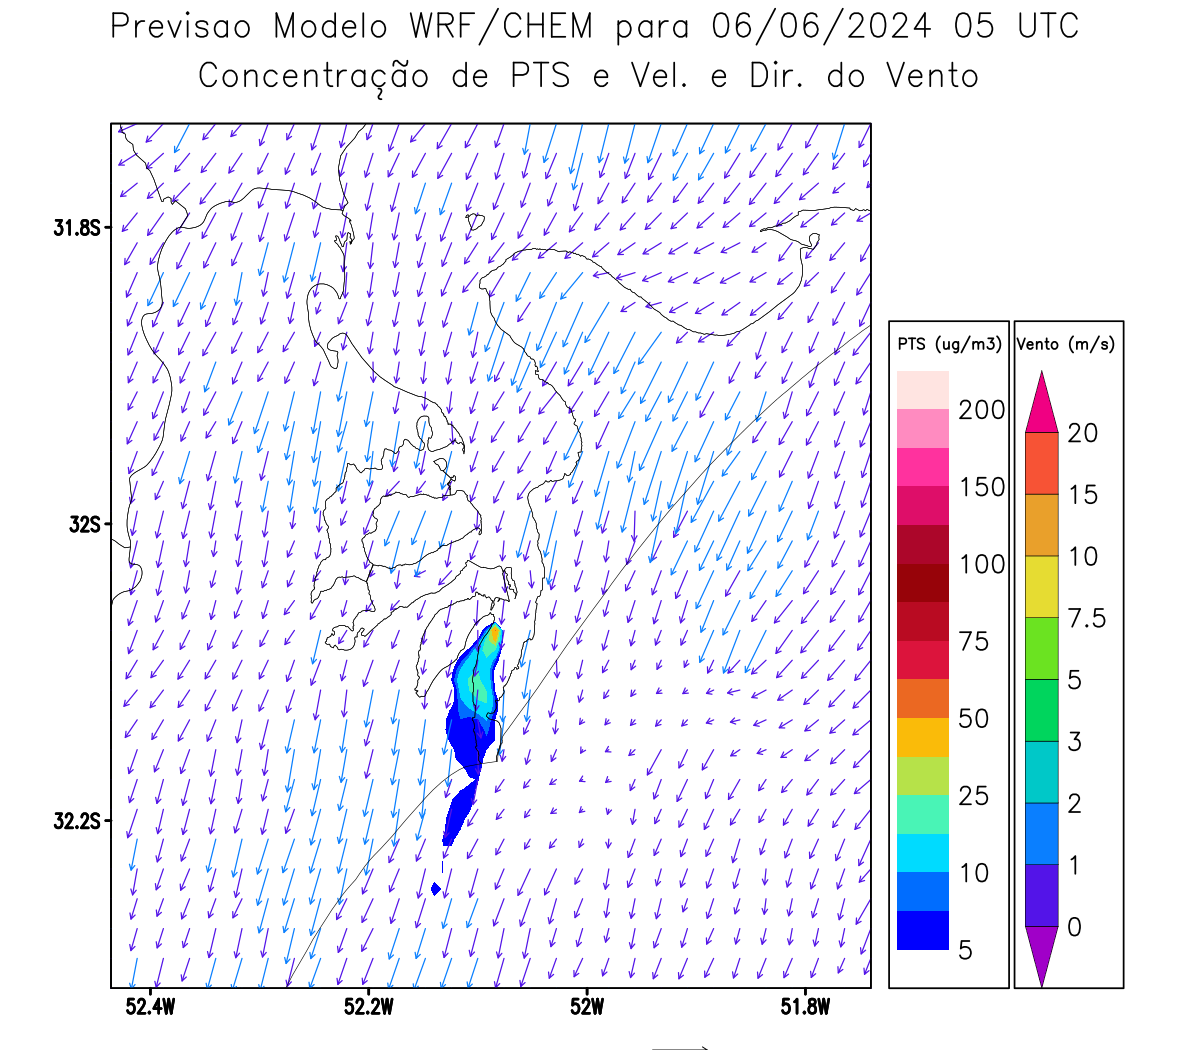 Previsao Modelo WRF/CHEM para 06/06/2024 05 UTC
Concentração de PTS e Vel. e Dir. do Vento
31.8S
32S
32.2S
52.4W 52.2W 52W 51.8W
PTS (ug/m3)
200
150
100
75
50
25
10
5
Vento (m/s)
20
15
10
7.5
5
3
2
1
0